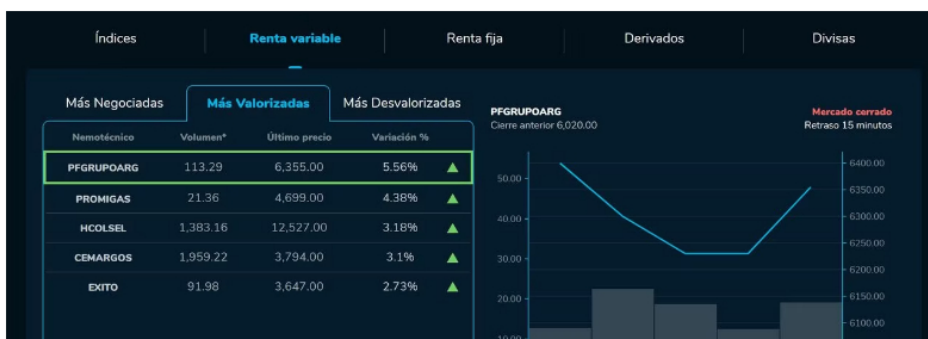 Índices Renta variable Renta fija Derivados Divisas
Más Negociadas Más Valorizadas Más Desvalorizadas
Nemotécnico Volumen* Último precio Variación %
PFGRUPOARG 113.29 6,355.00 5.56%
PROMIGAS 21.36 4,699.00 4.38%
HCOLSEL 1,383.16 12,527.00 3.18%
CEMARGOS 1,959.22 3,794.00 3.1%
EXITO 91.98 3,647.00 2.73%
PFGRUPOARG Mercado cerrado
Cierre anterior 6,020.00 Retraso 15 minutos
50.00
40.00
30.00
20.00
10.00
6400.00
6350.00
6300.00
6250.00
6200.00
6150.00
6100.00